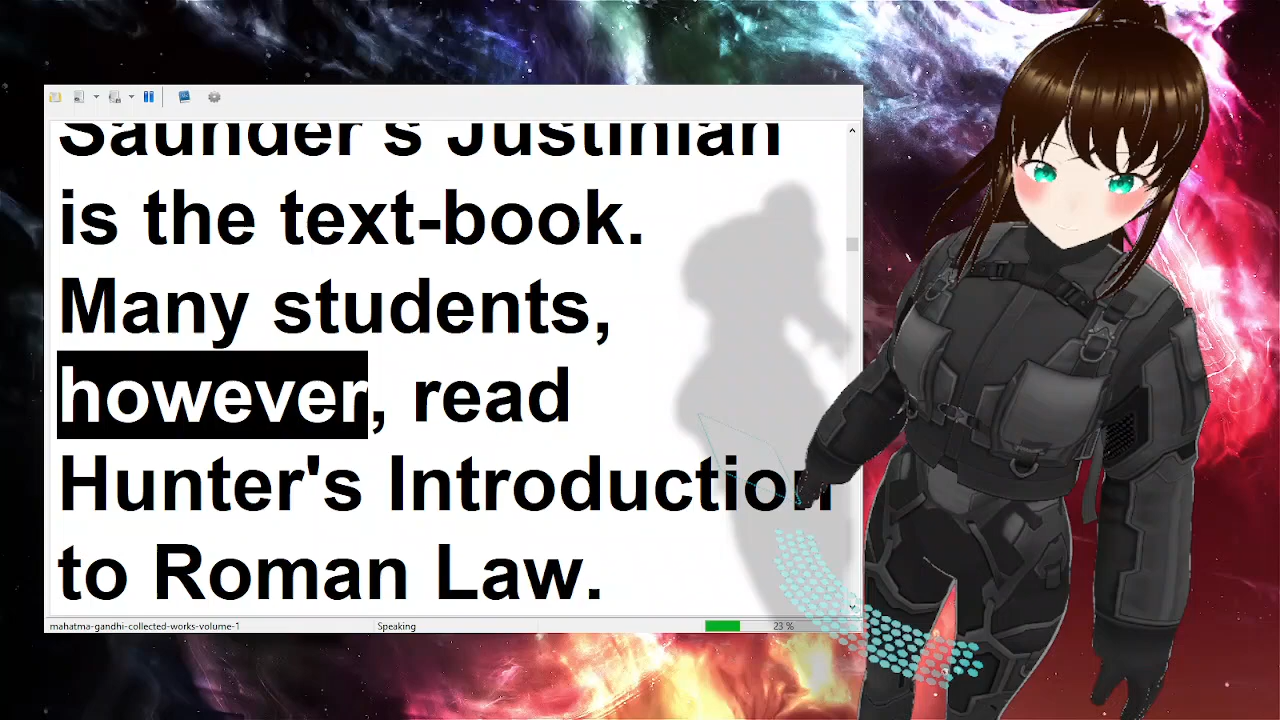 Saunder's Justinian
is the text-book.
Many students,
however, read
Hunter's Introduction
to Roman Law.
mahatma-gandhi-collected-works-volume-1
Speaking
23 %